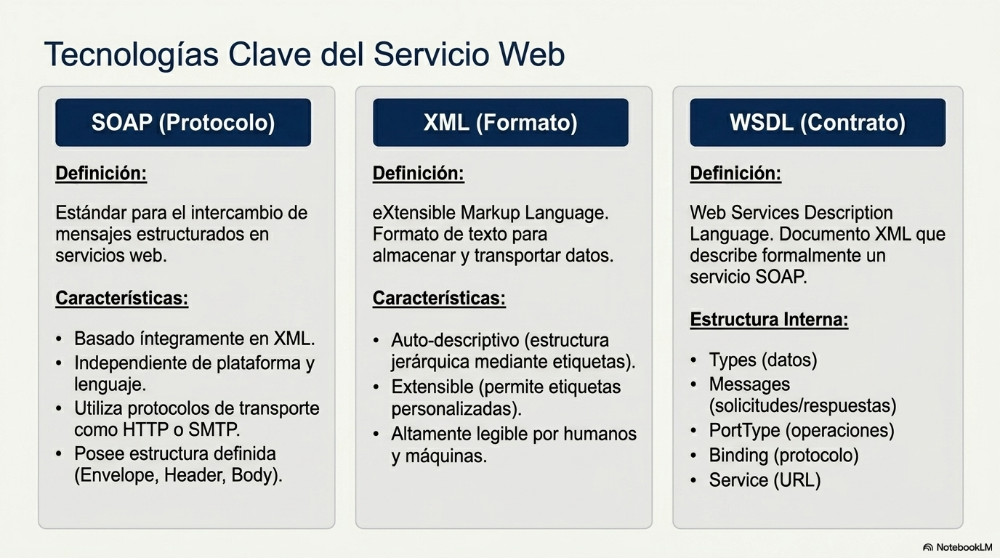 Tecnologías Clave del Servicio Web
SOAP (Protocolo)
Definición:
Estándar para el intercambio de
mensajes estructurados en
servicios web.
Características:
• Basado íntegramente en XML.
• Independiente de plataforma y
lenguaje.
• Utiliza protocolos de transporte
como HTTP o SMTP.
• Posee estructura definida
(Envelope, Header, Body).
XML (Formato)
Definición:
eXtensible Markup Language.
Formato de texto para
almacenar y transportar datos.
Características:
• Auto-descriptivo (estructura
jerárquica mediante etiquetas).
• Extensible (permite etiquetas
personalizadas).
• Altamente legible por humanos
y máquinas.
WSDL (Contrato)
Definición:
Web Services Description
Language. Documento XML que
describe formalmente un
servicio SOAP.
Estructura Interna:
• Types (datos)
• Messages
(solicitudes/respuestas)
• PortType (operaciones)
• Binding (protocolo)
• Service (URL)
NotebookLM